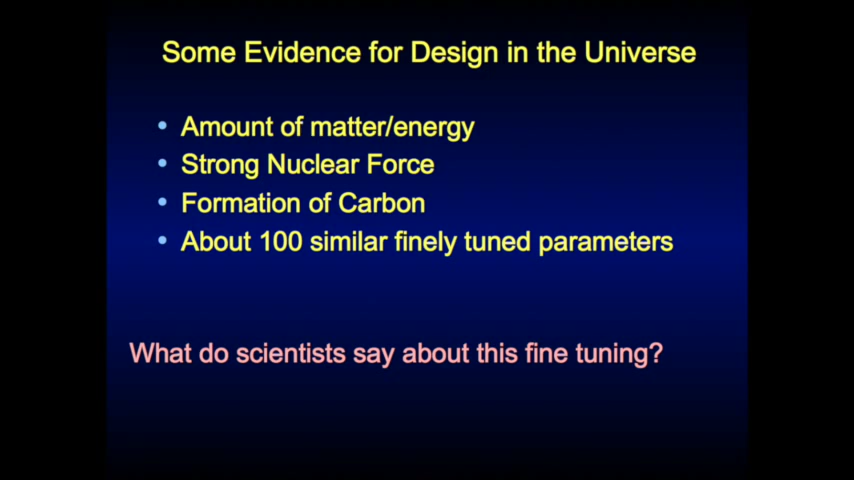 Some Evidence for Design in the Universe
• Amount of matter/energy
• Strong Nuclear Force
• Formation of Carbon
• About 100 similar finely tuned parameters
What do scientists say about this fine tuning?